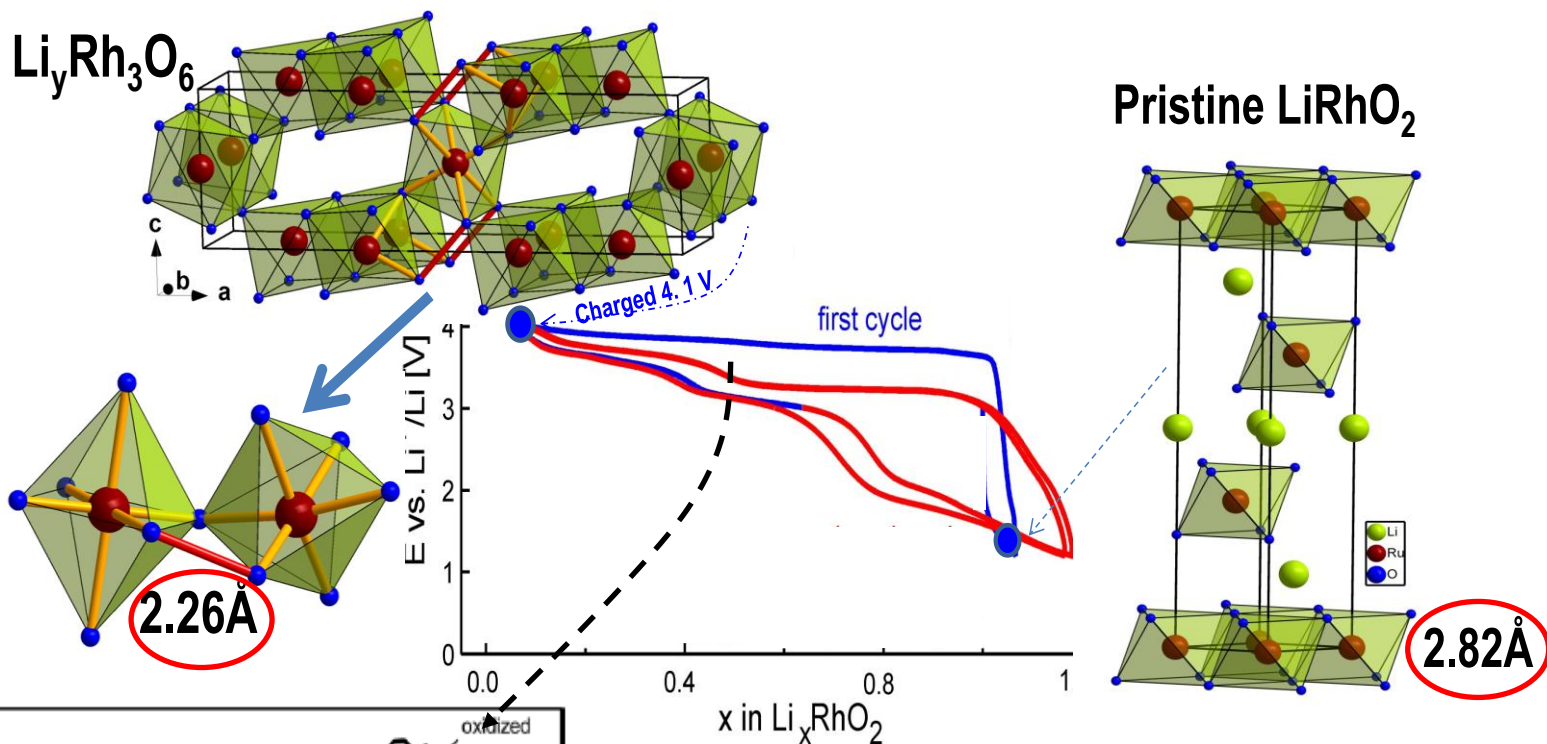 LiyRh3O6
Pristine LiRhO2
c
b
a
Charged 4. 1 V
first cycle
E vs. Li /Li [V]
4
3
2
1
0
0.0
0.4
0.8
1
x in LixRhO2
2.26Å
Li
Ru
O
2.82Å
oxidized